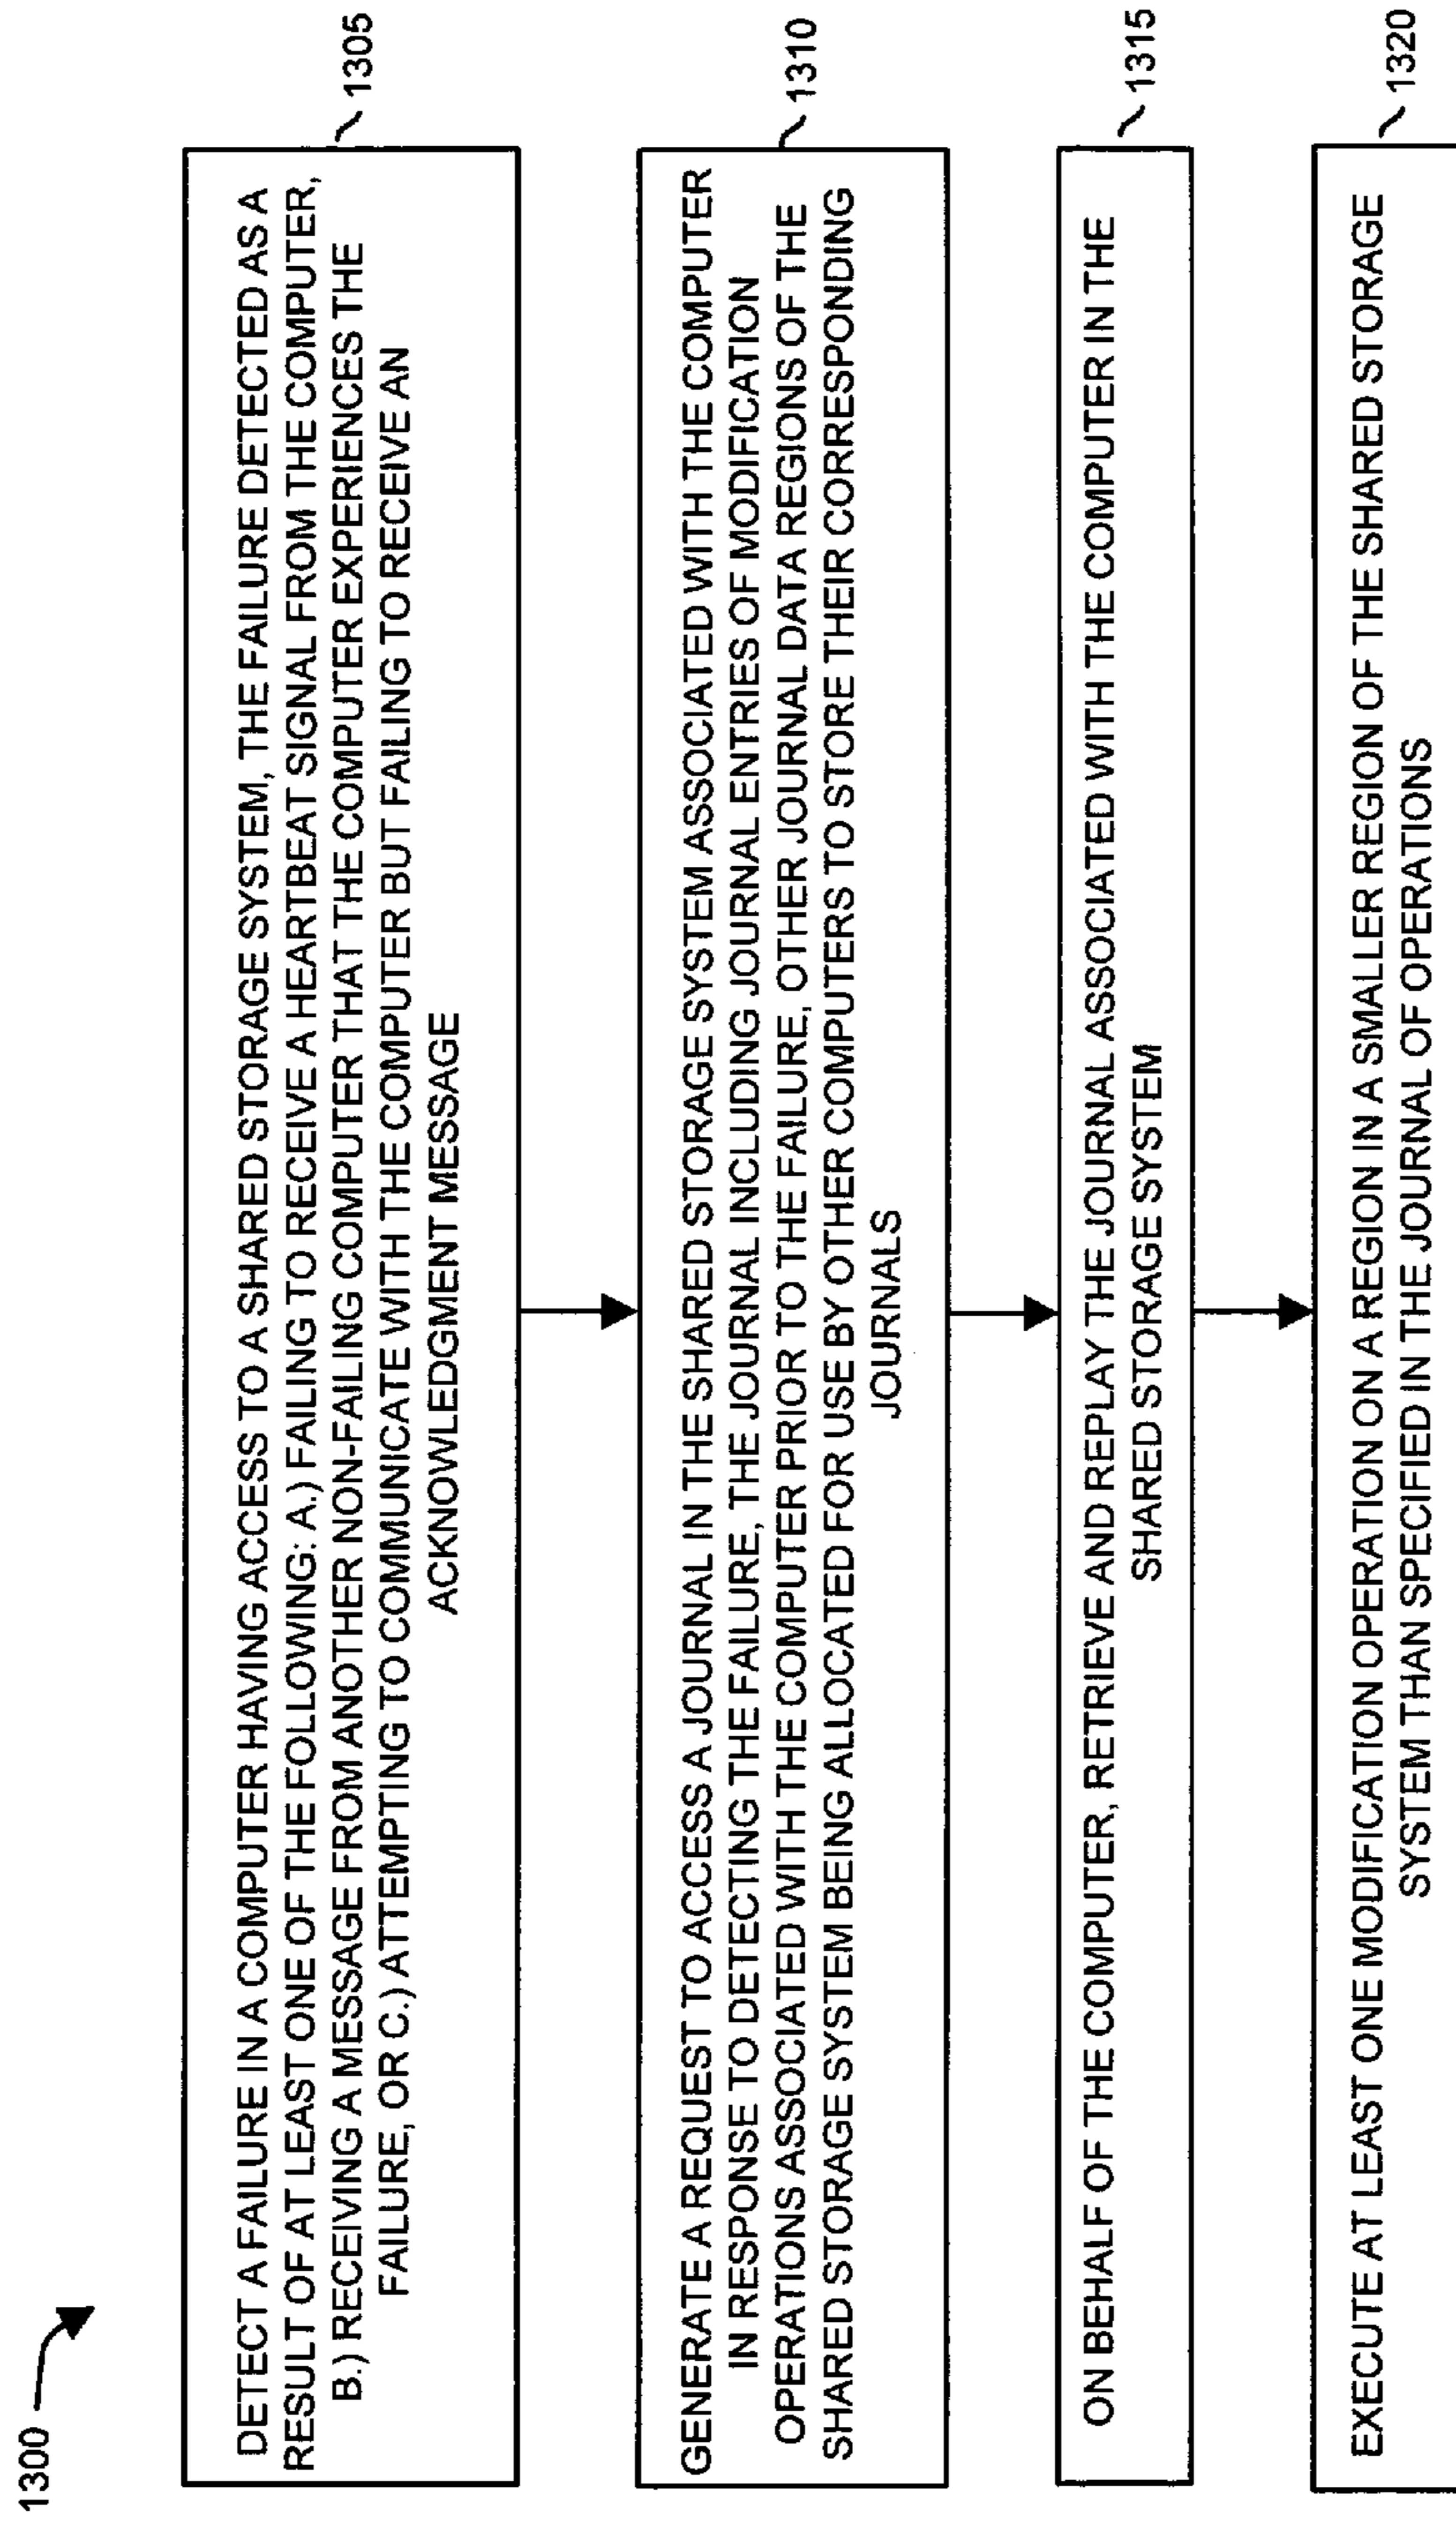 1300
DETECT A FAILURE IN A COMPUTER HAVING ACCESS TO A SHARED STORAGE SYSTEM, THE FAILURE DETECTED AS A
RESULT OF AT LEAST ONE OF THE FOLLOWING: A.) FAILING TO RECEIVE A HEARTBEAT SIGNAL FROM THE COMPUTER,
B.) RECEIVING A MESSAGE FROM ANOTHER NON-FAILING COMPUTER THAT THE COMPUTER EXPERIENCES THE
FAILURE, OR C.) ATTEMPTING TO COMMUNICATE WITH THE COMPUTER BUT FAILING TO RECEIVE AN
ACKNOWLEDGMENT MESSAGE
1305
GENERATE A REQUEST TO ACCESS A JOURNAL IN THE SHARED STORAGE SYSTEM ASSOCIATED WITH THE COMPUTER
IN RESPONSE TO DETECTING THE FAILURE, THE JOURNAL INCLUDING JOURNAL ENTRIES OF MODIFICATION
OPERATIONS ASSOCIATED WITH THE COMPUTER PRIOR TO THE FAILURE, OTHER JOURNAL DATA REGIONS OF THE
SHARED STORAGE SYSTEM BEING ALLOCATED FOR USE BY OTHER COMPUTERS TO STORE THEIR CORRESPONDING
JOURNALS
1310
ON BEHALF OF THE COMPUTER, RETRIEVE AND REPLAY THE JOURNAL ASSOCIATED WITH THE COMPUTER IN THE
SHARED STORAGE SYSTEM
1315
EXECUTE AT LEAST ONE MODIFICATION OPERATION ON A REGION IN A SMALLER REGION OF THE SHARED STORAGE
SYSTEM THAN SPECIFIED IN THE JOURNAL OF OPERATIONS
1320